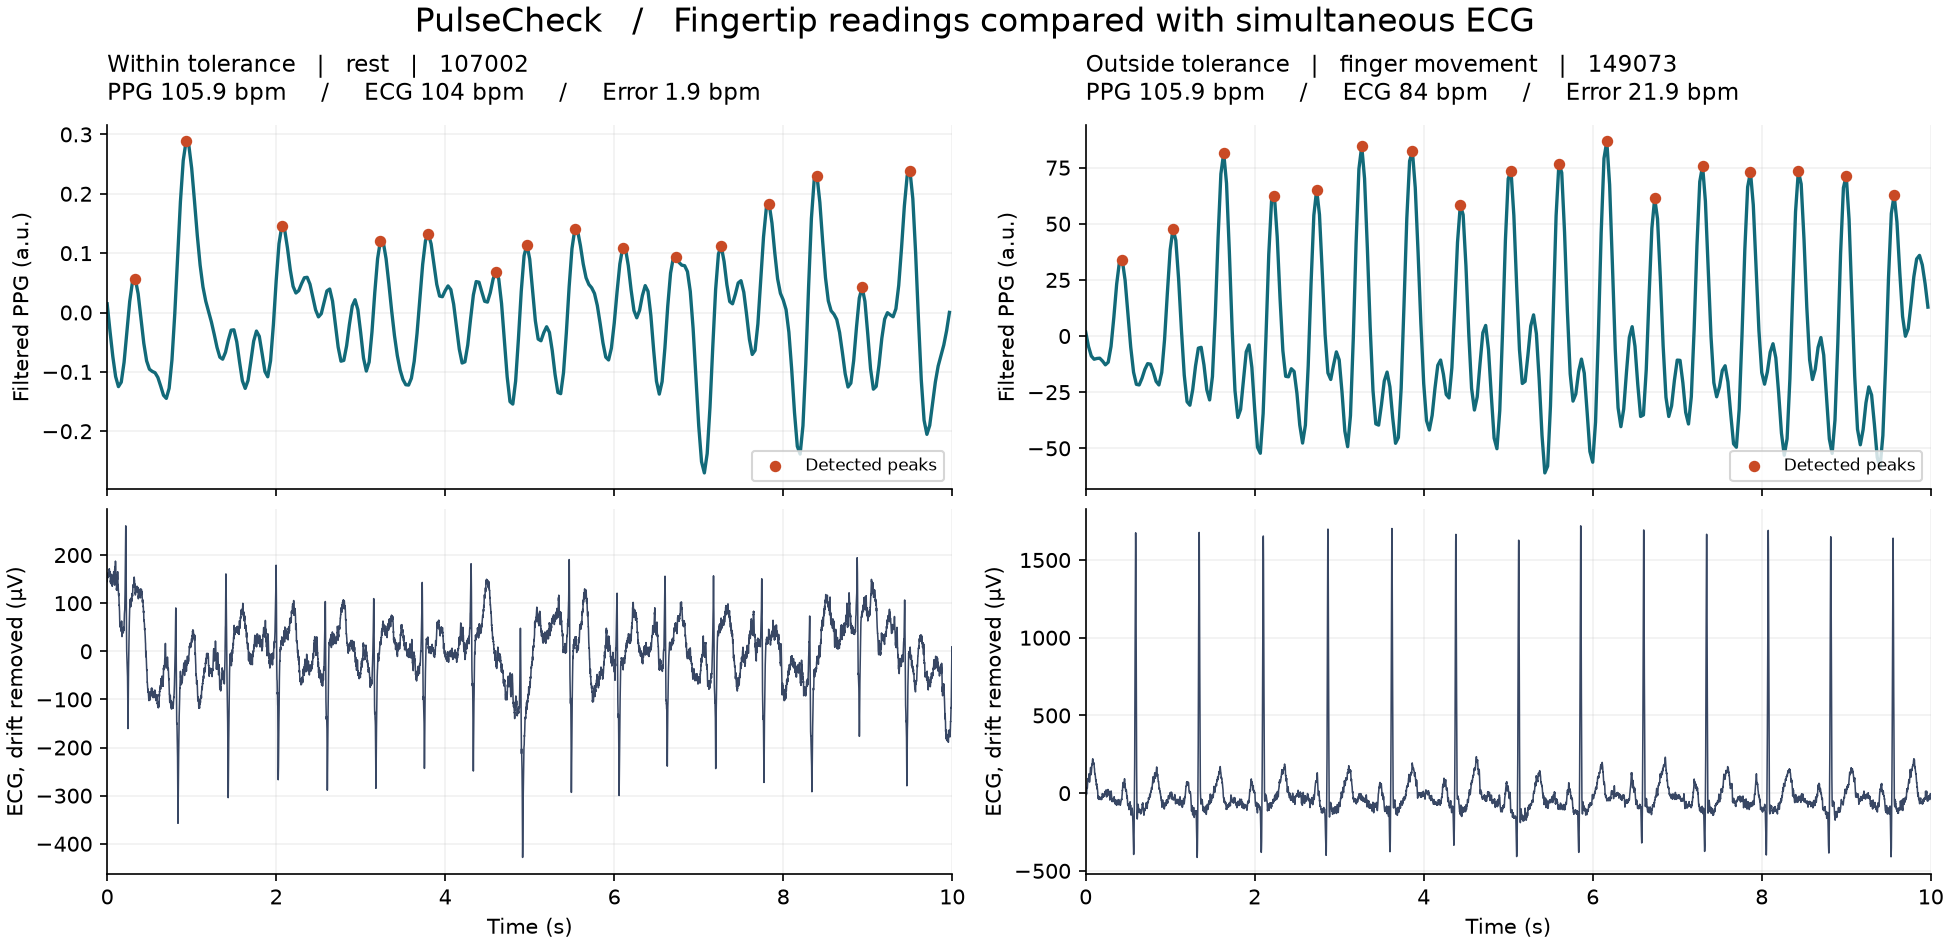 PulseCheck / Fingertip readings compared with simultaneous ECG
Within tolerance | rest | 107002
PPG 105.9 bpm / ECG 104 bpm / Error 1.9 bpm
Filtered PPG (a.u.)
0.3
0.2
0.1
0.0
−0.1
−0.2
Detected peaks
ECG, drift removed (µV)
200
100
0
−100
−200
−300
−400
0 2 4 6 8 10
Time (s)
Outside tolerance | finger movement | 149073
PPG 105.9 bpm / ECG 84 bpm / Error 21.9 bpm
Filtered PPG (a.u.)
75
50
25
0
−25
−50
Detected peaks
ECG, drift removed (µV)
1500
1000
500
0
−500
0 2 4 6 8 10
Time (s)